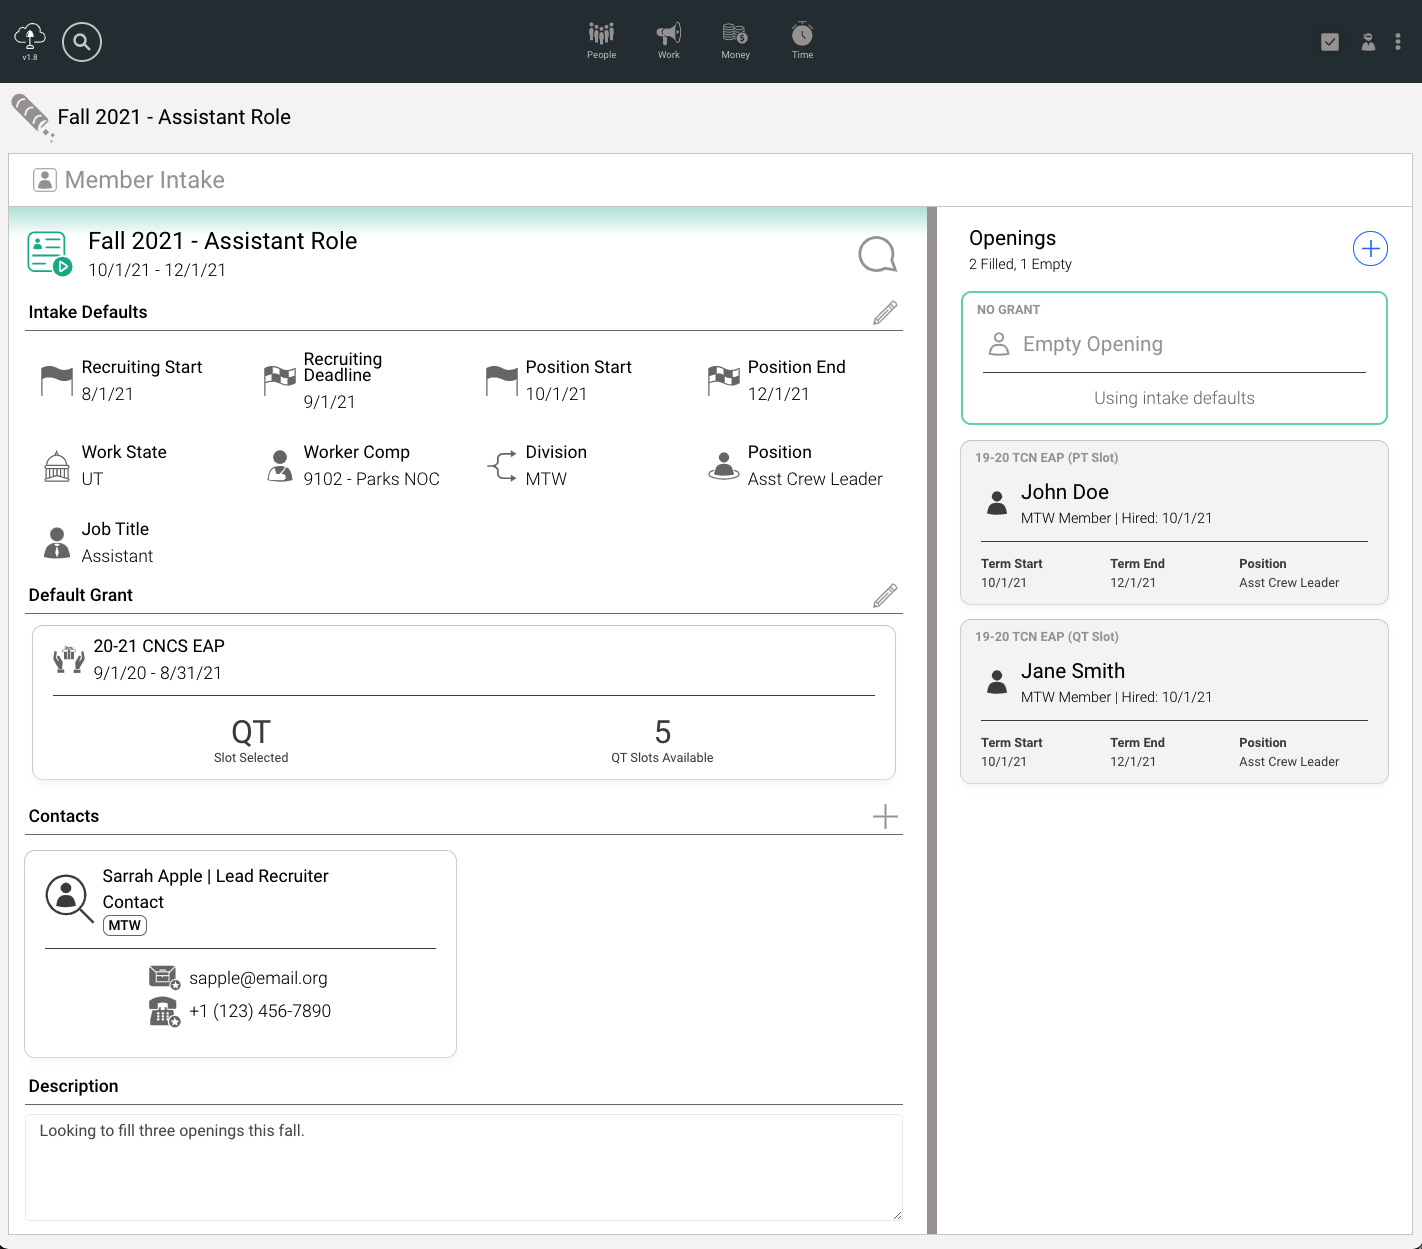 v1.8
People
Work
Money
Time
Fall 2021 - Assistant Role
Member Intake
Fall 2021 - Assistant Role
10/1/21 - 12/1/21
Intake Defaults
Recruiting Start
8/1/21
Recruiting
Deadline
9/1/21
Position Start
10/1/21
Position End
12/1/21
Work State
UT
Worker Comp
9102 - Parks NOC
Division
MTW
Position
Asst Crew Leader
Job Title
Assistant
Default Grant
20-21 CNCS EAP
9/1/20 - 8/31/21
QT
Slot Selected
5
QT Slots Available
Contacts
Sarrah Apple | Lead Recruiter
Contact
MTW
sapple@email.org
+1 (123) 456-7890
Description
Looking to fill three openings this fall.
Openings
2 Filled, 1 Empty
NO GRANT
Empty Opening
Using intake defaults
19-20 TCN EAP (PT Slot)
John Doe
MTW Member | Hired: 10/1/21
Term Start
10/1/21
Term End
12/1/21
Position
Asst Crew Leader
19-20 TCN EAP (QT Slot)
Jane Smith
MTW Member | Hired: 10/1/21
Term Start
10/1/21
Term End
12/1/21
Position
Asst Crew Leader